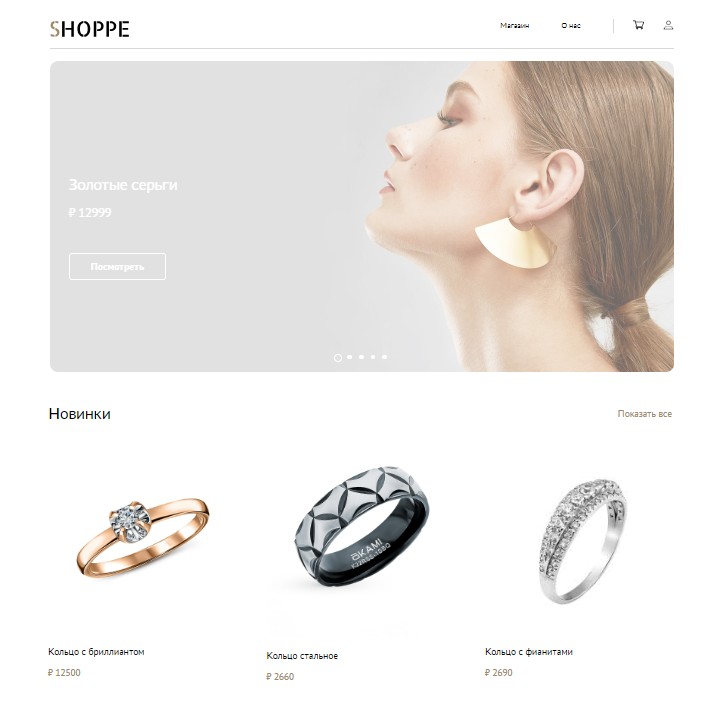 SHOPPE
Магазин
О нас
Золотые серьги
₽ 12999
Посмотреть
Новинки
Показать все
ӘKAMI
Кольцо с бриллиантом
₽ 12500
Кольцо стальное
₽ 2660
Кольцо с фианитами
₽ 2690